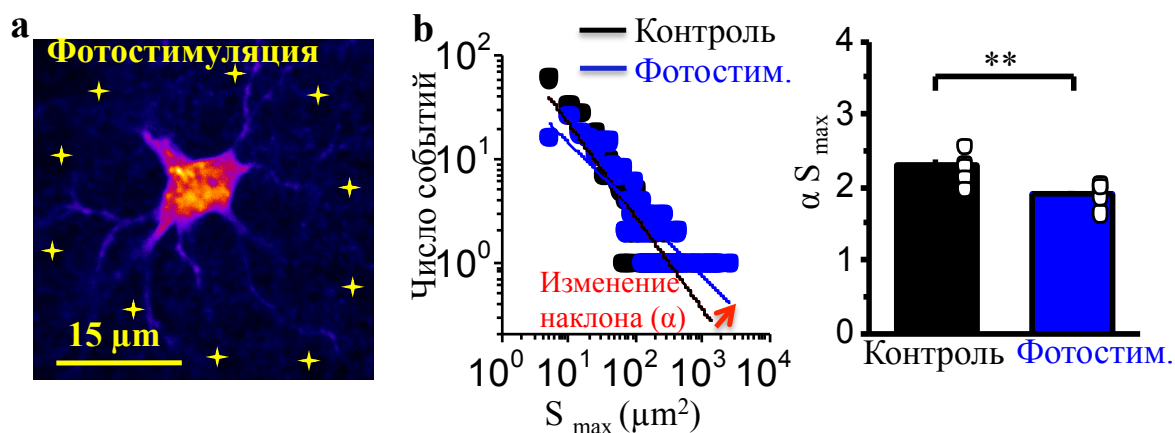 a
Фотостимуляция
15 µm
b
Контроль
Фотостим.
Число событий
10²
10¹
10⁰
Изменение
наклона (α)
10⁰ 10¹ 10² 10³ 10⁴
S max (µm²)
**
α S max
4
3
2
1
0
Контроль Фотостим.